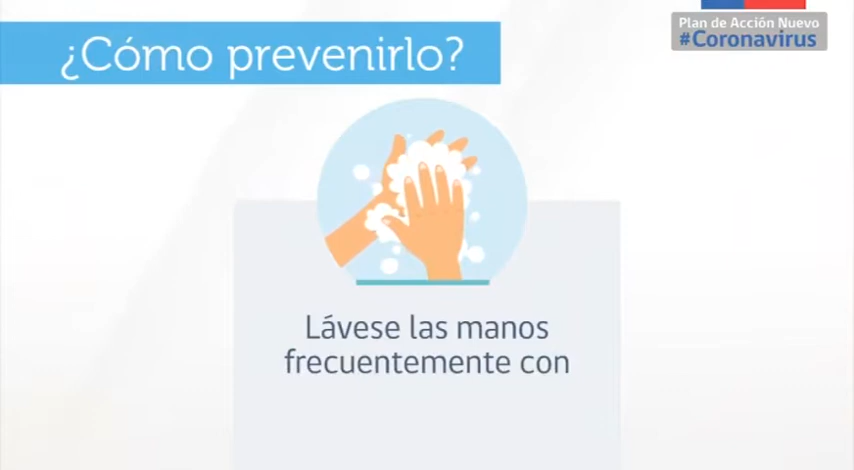 Plan de Acción Nuevo
#Coronavirus
¿Cómo prevenirlo?
Lávese las manos
frecuentemente con